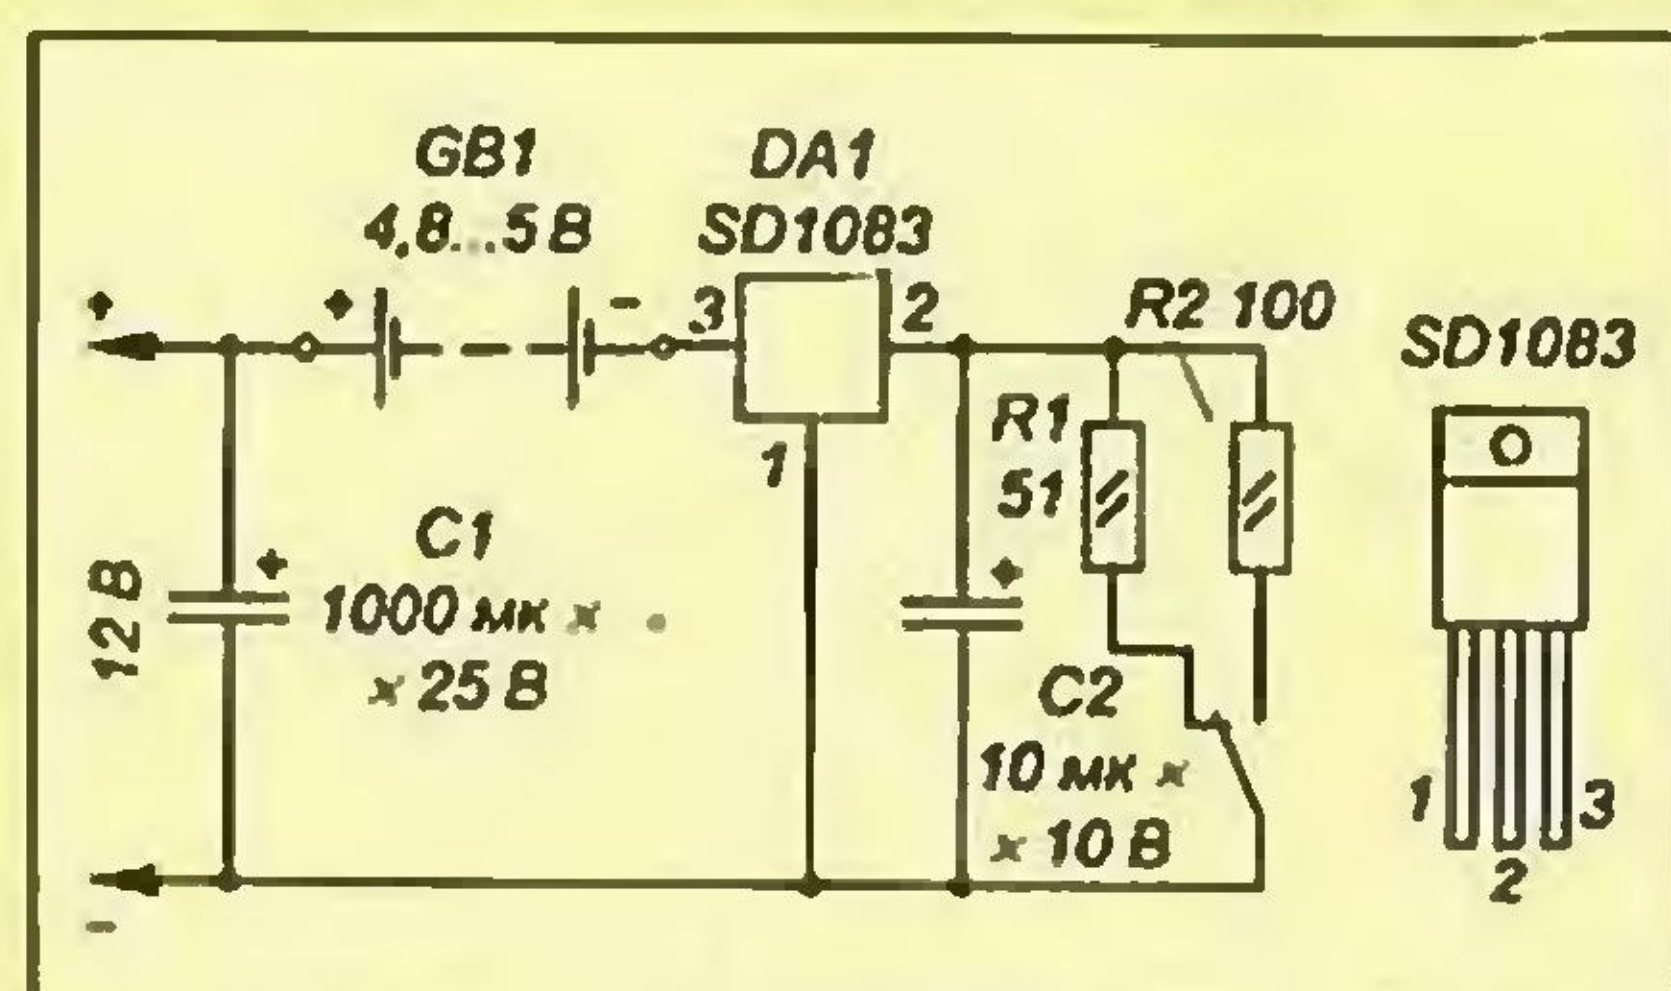 GB1
4,8...5 В
DA1
SD1083
+
+
-
3
2
1
R2 100
SD1083
R1
51
C1
+
1000 мк ×
× 25 В
12 В
+
C2
10 мк ×
× 10 В
-
1
2
3